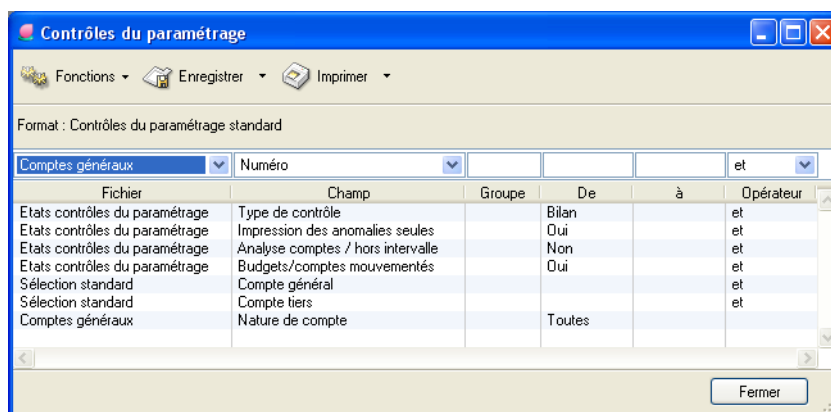 Contrôles du paramétrage
Fonctions Enregistrer Imprimer
Format : Contrôles du paramétrage standard
Comptes généraux Numéro et
Fichier Champ Groupe De à Opérateur
Etats contrôles du paramétrage Type de contrôle Bilan et
Etats contrôles du paramétrage Impression des anomalies seules Oui et
Etats contrôles du paramétrage Analyse comptes / hors intervalle Non et
Etats contrôles du paramétrage Budgets/comptes mouvementés Oui et
Sélection standard Compte général et
Sélection standard Compte tiers et
Comptes généraux Nature de compte Toutes
Fermer